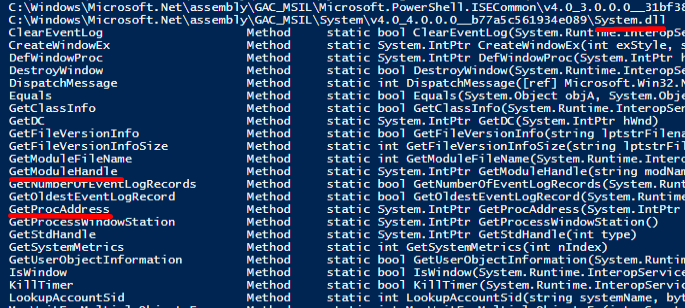 C:\Windows\Microsoft.Net\assembly\GAC_MSIL\Microsoft.PowerShell.ISECommon\v4.0_3.0.0.0__31bf38
C:\Windows\Microsoft.Net\assembly\GAC_MSIL\System\v4.0_4.0.0.0__b77a5c561934e089\System.dll
ClearEventLog Method static bool ClearEventLog(System.Runtime.InteropSe
CreateWindowEx Method static System.IntPtr CreateWindowEx(int exStyle, s
DefWindowProc Method static System.IntPtr DefWindowProc(System.IntPtr h
DestroyWindow Method static bool DestroyWindow(System.Runtime.InteropSe
DispatchMessage Method static int DispatchMessage([ref] Microsoft.Win32.N
Equals Method static bool Equals(System.Object objA, System.Obje
GetClassInfo Method static bool GetClassInfo(System.Runtime.InteropSer
GetDC Method static System.IntPtr GetDC(System.IntPtr hWnd)
GetFileVersionInfo Method static bool GetFileVersionInfo(string lptstrFilena
GetFileVersionInfoSize Method static int GetFileVersionInfoSize(string lptstrFil
GetModuleFileName Method static int GetModuleFileName(System.Runtime.Intero
GetModuleHandle Method static System.IntPtr GetModuleHandle(string modNam
GetNumberOfEventLogRecords Method static bool GetNumberOfEventLogRecords(System.Runt
GetOldestEventLogRecord Method static bool GetOldestEventLogRecord(System.Runtime
GetProcAddress Method static System.IntPtr GetProcAddress(System.IntPtr
GetProcessWindowStation Method static System.IntPtr GetProcessWindowStation()
GetStdHandle Method static System.IntPtr GetStdHandle(int type)
GetSystemMetrics Method static int GetSystemMetrics(int nIndex)
GetUserObjectInformation Method static bool GetUserObjectInformation(System.Runtim
IsWindow Method static bool IsWindow(System.Runtime.InteropService
KillTimer Method static bool KillTimer(System.Runtime.InteropServic
LookupAccountSid Method static int LookupAccountSid(string systemName, byt